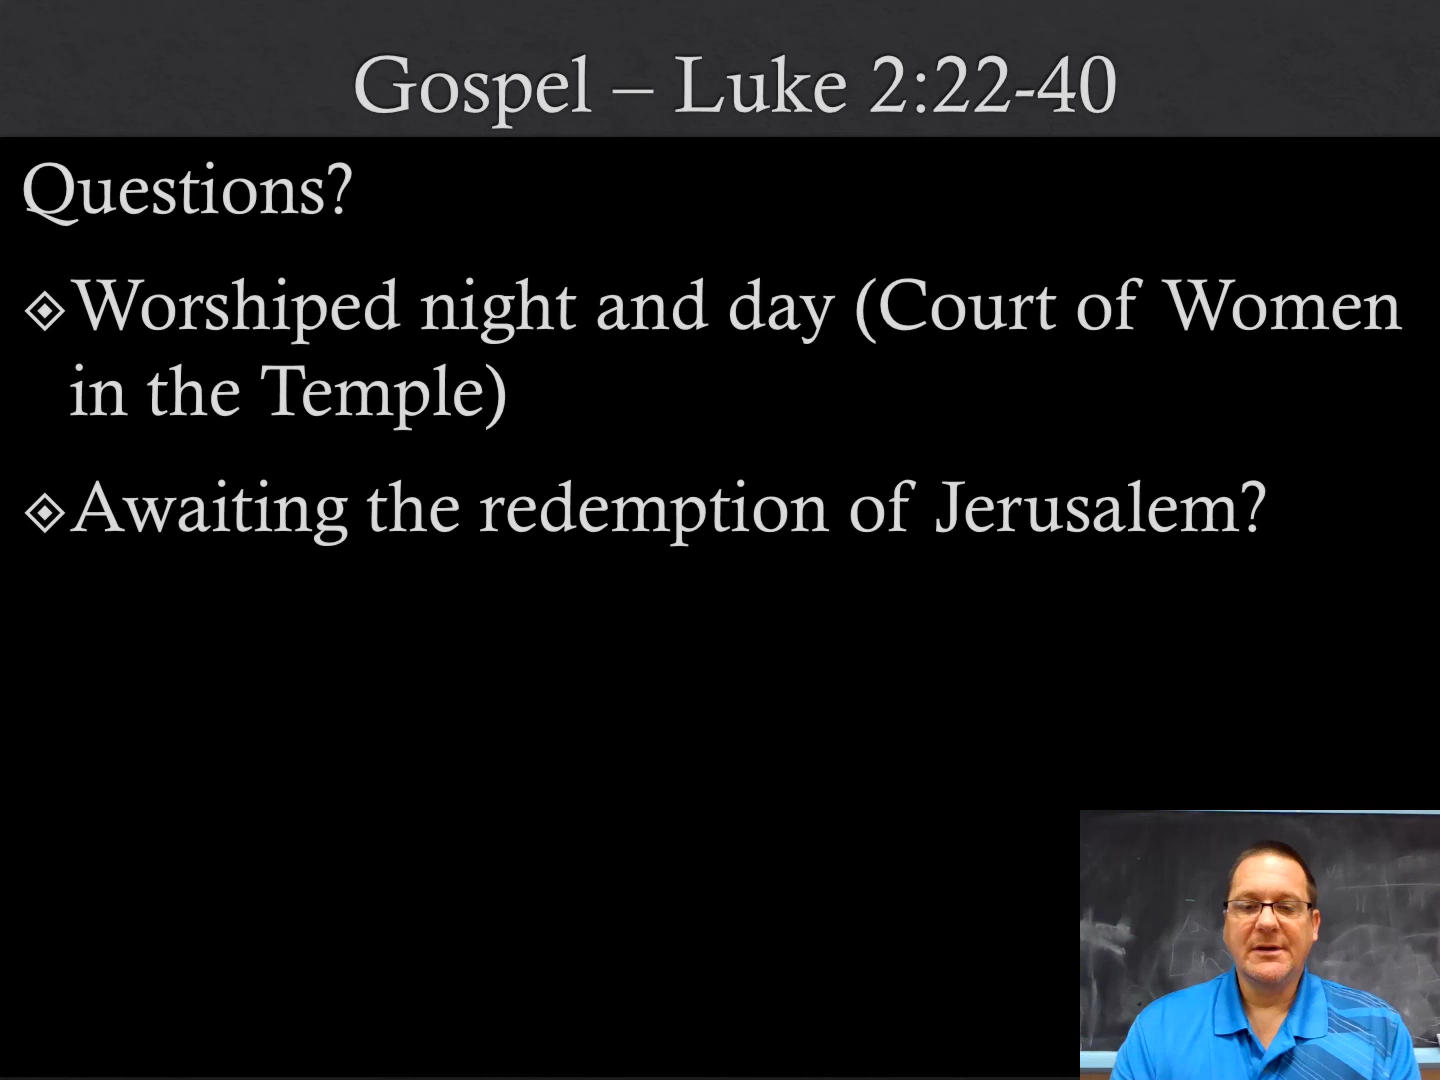 Gospel – Luke 2:22-40
Questions?
Worshiped night and day (Court of Women
in the Temple)
Awaiting the redemption of Jerusalem?